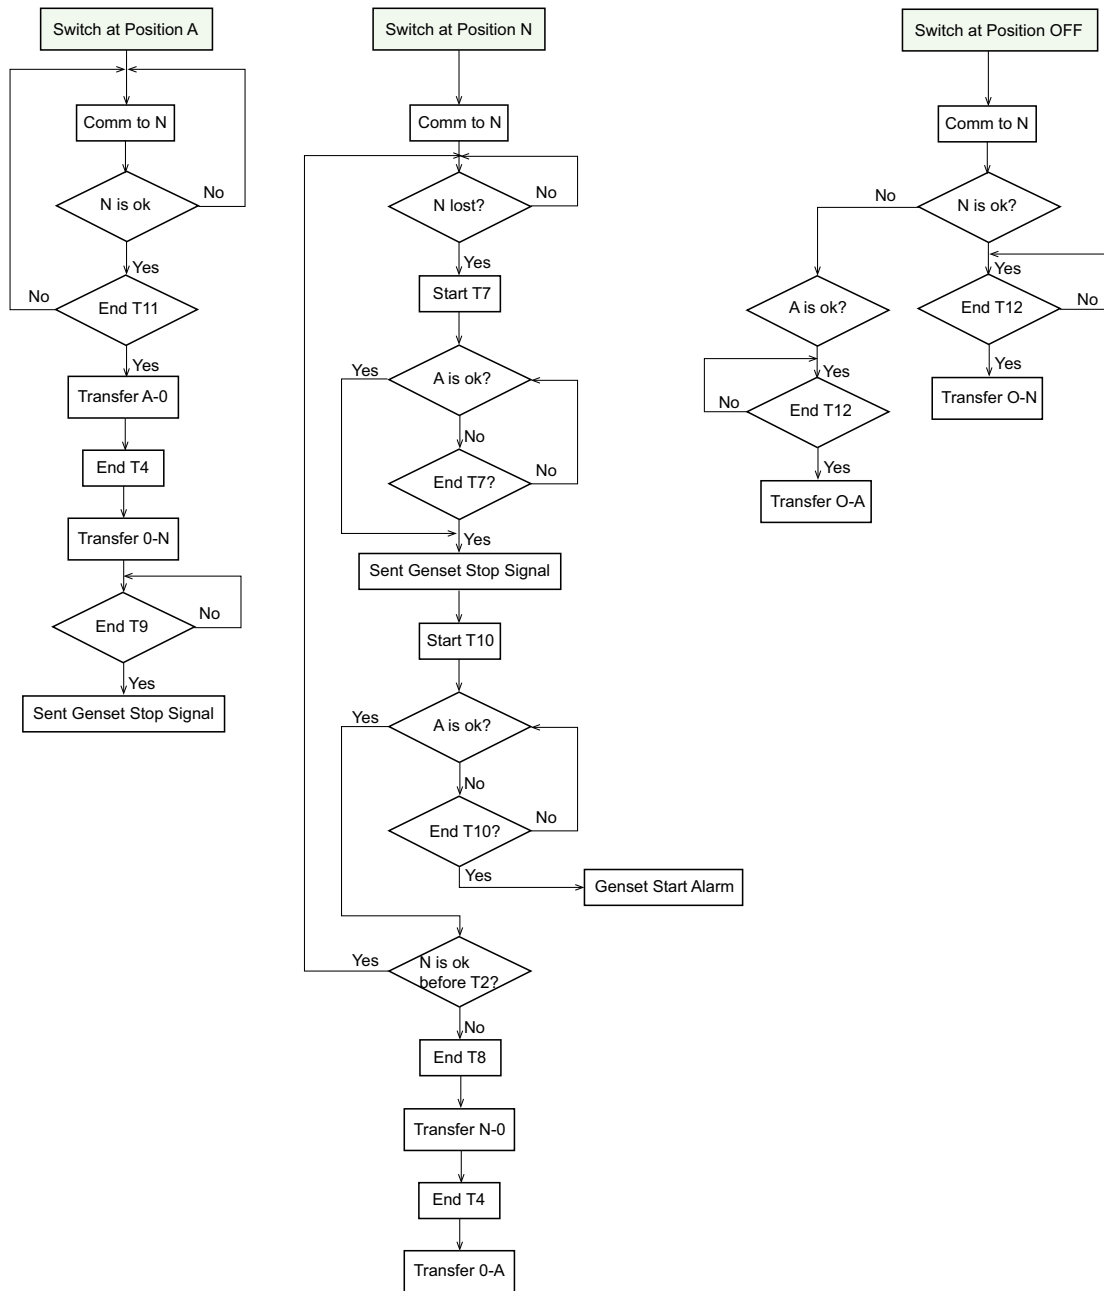 Switch at Position A
Comm to N
N is ok
No
Yes
No
End T11
Yes
Transfer A-0
End T4
Transfer 0-N
End T9
No
Yes
Sent Genset Stop Signal
Switch at Position N
Comm to N
N lost?
No
Yes
Start T7
Yes
A is ok?
No
End T7?
No
Yes
Sent Genset Stop Signal
Start T10
Yes
A is ok?
No
End T10?
No
Yes
Genset Start Alarm
Yes
N is ok
before T2?
No
End T8
Transfer N-0
End T4
Transfer 0-A
Switch at Position OFF
Comm to N
No
N is ok?
Yes
End T12
No
Yes
Transfer O-N
A is ok?
Yes
No
End T12
Yes
Transfer O-A